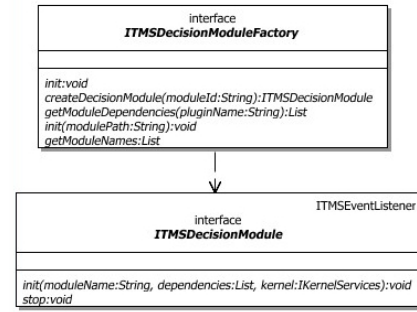 interface
ITMSDecisionModuleFactory
init:void
createDecisionModule(moduleId:String):ITMSDecisionModule
getModuleDependencies(pluginName:String):List
init(modulePath:String):void
getModuleNames:List
ITMSEventListener
interface
ITMSDecisionModule
init(moduleName:String, dependencies:List, kernel:IKernelServices):void
stop:void